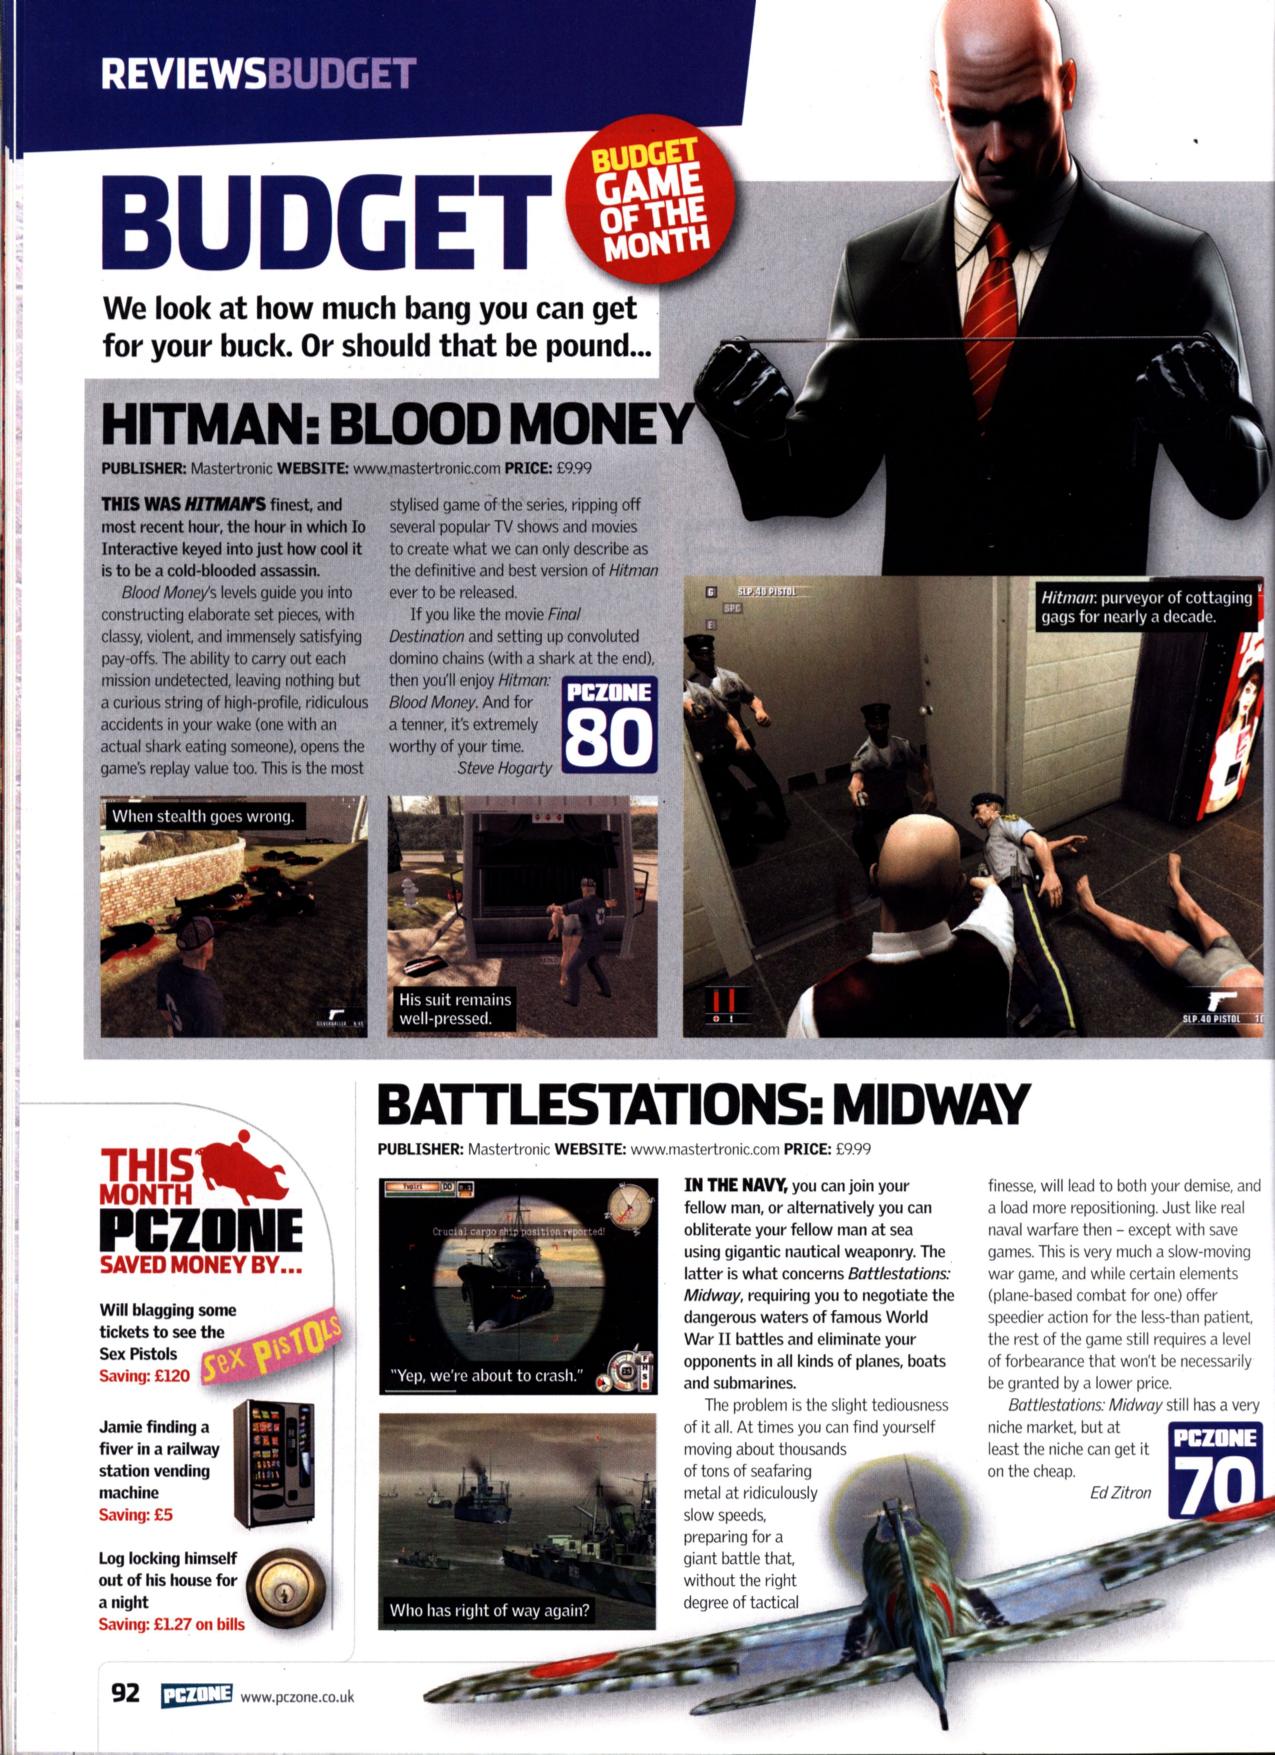 REVIEWSBUDGET
BUDGET
BUDGET
GAME
OF THE
MONTH
We look at how much bang you can get
for your buck. Or should that be pound...
HITMAN: BLOOD MONEY
PUBLISHER: Mastertronic WEBSITE: www.mastertronic.com PRICE: £9.99
THIS WAS HITMAN'S finest, and
most recent hour, the hour in which Io
Interactive keyed into just how cool it
is to be a cold-blooded assassin.
Blood Money's levels guide you into
constructing elaborate set pieces, with
classy, violent, and immensely satisfying
pay-offs. The ability to carry out each
mission undetected, leaving nothing but
a curious string of high-profile, ridiculous
accidents in your wake (one with an
actual shark eating someone), opens the
game's replay value too. This is the most
stylised game of the series, ripping off
several popular TV shows and movies
to create what we can only describe as
the definitive and best version of Hitman
ever to be released.
If you like the movie Final
Destination and setting up convoluted
domino chains (with a shark at the end),
then you'll enjoy Hitman:
Blood Money. And for
a tenner, it's extremely
worthy of your time.
Steve Hogarty
PCZONE
80
G SLP.40 PISTOL
SPC
E
Hitman: purveyor of cottaging
gags for nearly a decade.
SLP.40 PISTOL
When stealth goes wrong.
SILVERBALLER
His suit remains
well-pressed.
THIS
MONTH
PCZONE
SAVED MONEY BY...
Will blagging some
tickets to see the
Sex Pistols
Saving: £120
SEX PISTOLS
Jamie finding a
fiver in a railway
station vending
machine
Saving: £5
Log locking himself
out of his house for
a night
Saving: £1.27 on bills
BATTLESTATIONS: MIDWAY
PUBLISHER: Mastertronic WEBSITE: www.mastertronic.com PRICE: £9.99
Crucial cargo ship position reported!
"Yep, we're about to crash."
Who has right of way again?
IN THE NAVY, you can join your
fellow man, or alternatively you can
obliterate your fellow man at sea
using gigantic nautical weaponry. The
latter is what concerns Battlestations:
Midway, requiring you to negotiate the
dangerous waters of famous World
War II battles and eliminate your
opponents in all kinds of planes, boats
and submarines.
The problem is the slight tediousness
of it all. At times you can find yourself
moving about thousands
of tons of seafaring
metal at ridiculously
slow speeds,
preparing for a
giant battle that,
without the right
degree of tactical
finesse, will lead to both your demise, and
a load more repositioning. Just like real
naval warfare then – except with save
games. This is very much a slow-moving
war game, and while certain elements
(plane-based combat for one) offer
speedier action for the less-than patient,
the rest of the game still requires a level
of forbearance that won't be necessarily
be granted by a lower price.
Battlestations: Midway still has a very
niche market, but at
least the niche can get it
on the cheap.
Ed Zitron
PCZONE
70
92 PCZONE www.pczone.co.uk